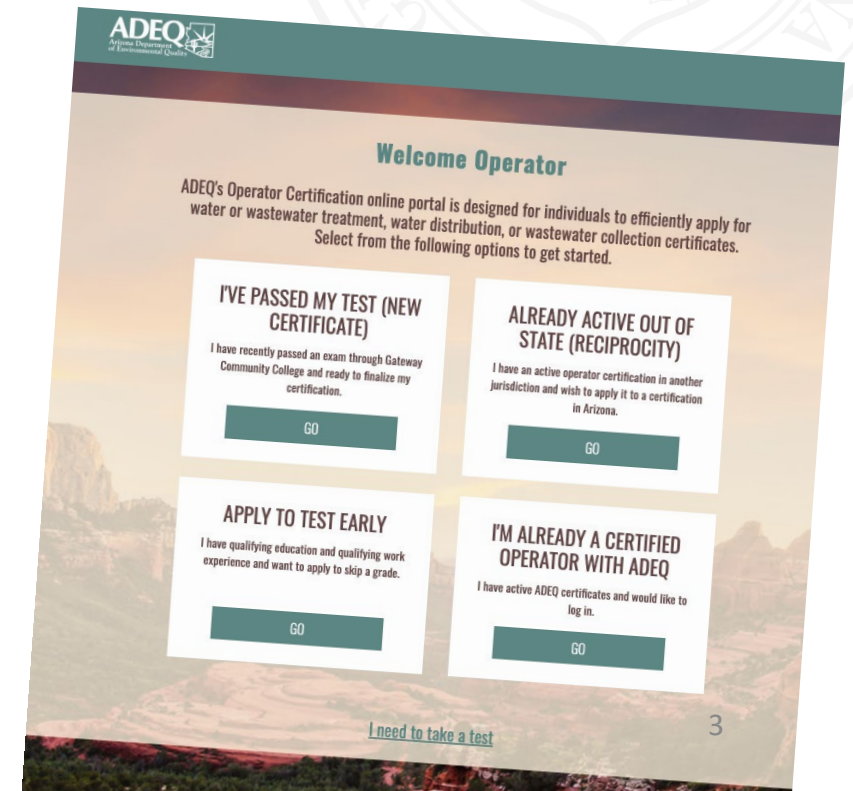 ADEQ
Arizona Department
of Environmental Quality
Welcome Operator
ADEQ's Operator Certification online portal is designed for individuals to efficiently apply for
water or wastewater treatment, water distribution, or wastewater collection certificates.
Select from the following options to get started.
I'VE PASSED MY TEST (NEW
CERTIFICATE)
I have recently passed an exam through Gateway
Community College and ready to finalize my
certification.
GO
ALREADY ACTIVE OUT OF
STATE (RECIPROCITY)
I have an active operator certification in another
jurisdiction and wish to apply it to a certification
in Arizona.
GO
APPLY TO TEST EARLY
I have qualifying education and qualifying work
experience and want to apply to skip a grade.
GO
I'M ALREADY A CERTIFIED
OPERATOR WITH ADEQ
I have active ADEQ certificates and would like to
log in.
GO
I need to take a test
3